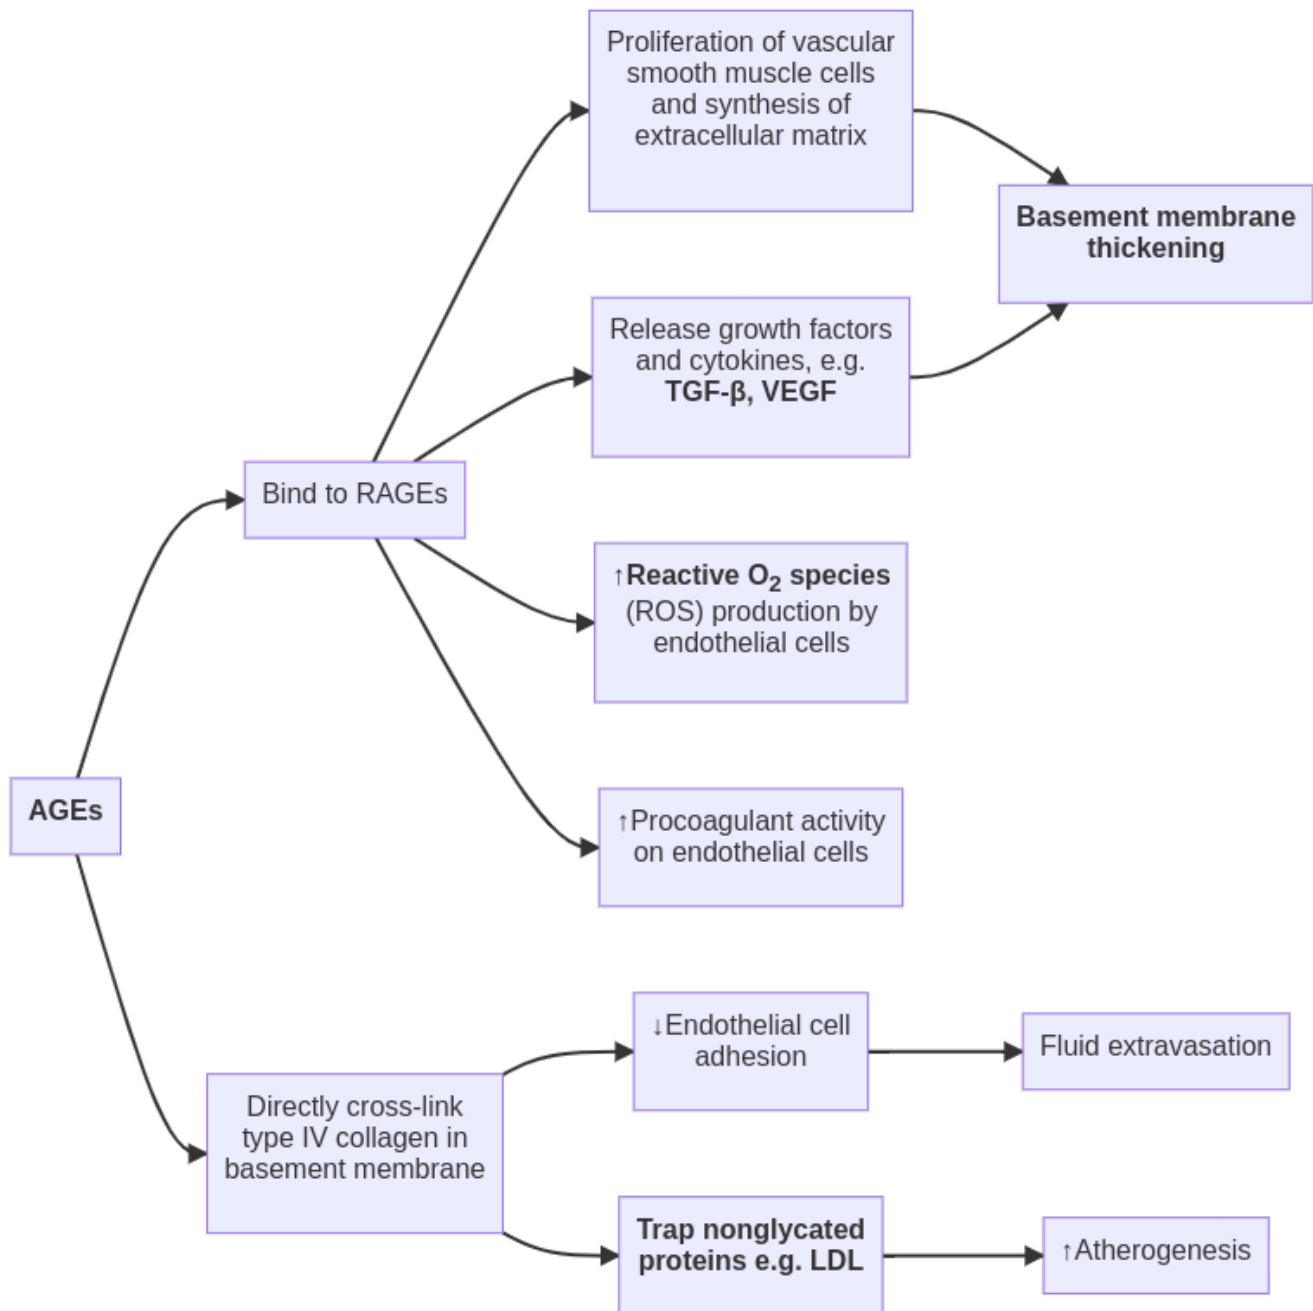 Proliferation of vascular
smooth muscle cells
and synthesis of
extracellular matrix
Basement membrane
thickening
Release growth factors
and cytokines, e.g.
TGF-β, VEGF
Bind to RAGEs
↑Reactive O₂ species
(ROS) production by
endothelial cells
AGEs
↑Procoagulant activity
on endothelial cells
↓Endothelial cell
adhesion
Fluid extravasation
Directly cross-link
type IV collagen in
basement membrane
Trap nonglycated
proteins e.g. LDL
↑Atherogenesis